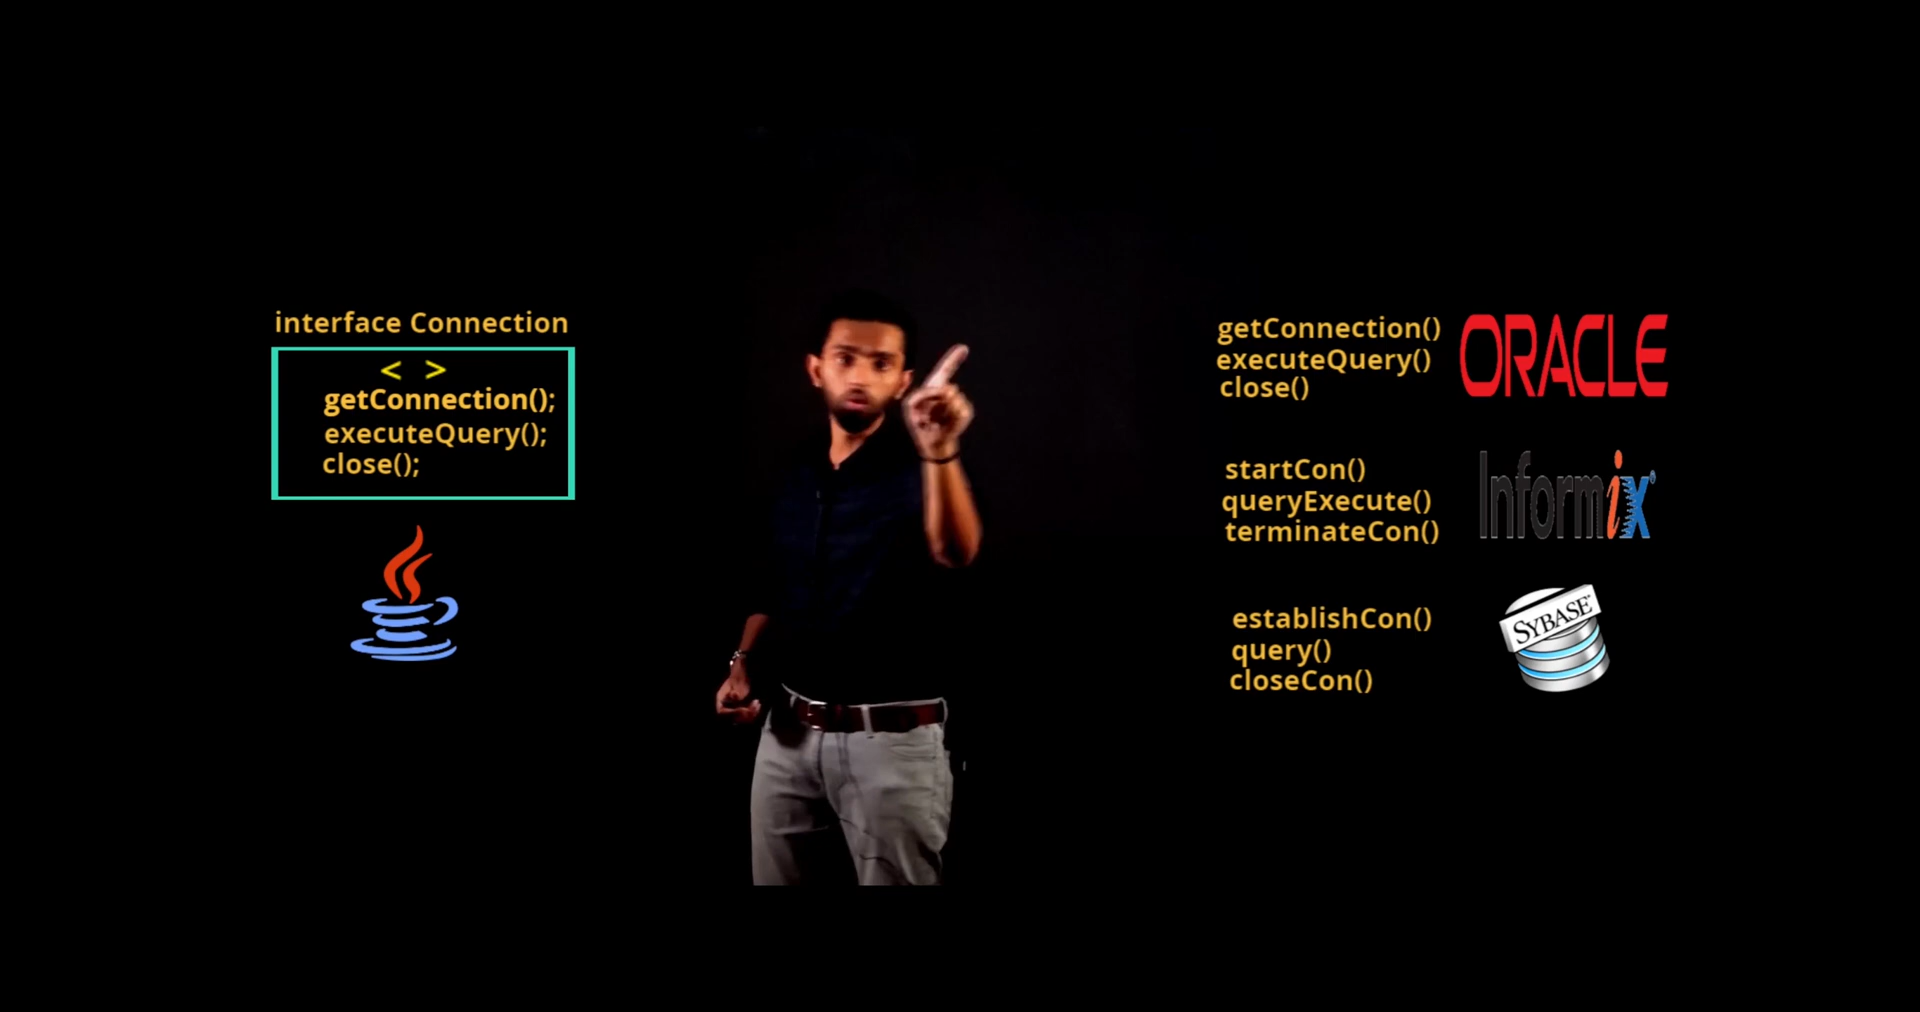 interface Connection
< >
getConnection();
executeQuery();
close();
getConnection()
executeQuery()
close()
ORACLE
startCon()
queryExecute()
terminateCon()
Informix
establishCon()
query()
closeCon()
SYBASE